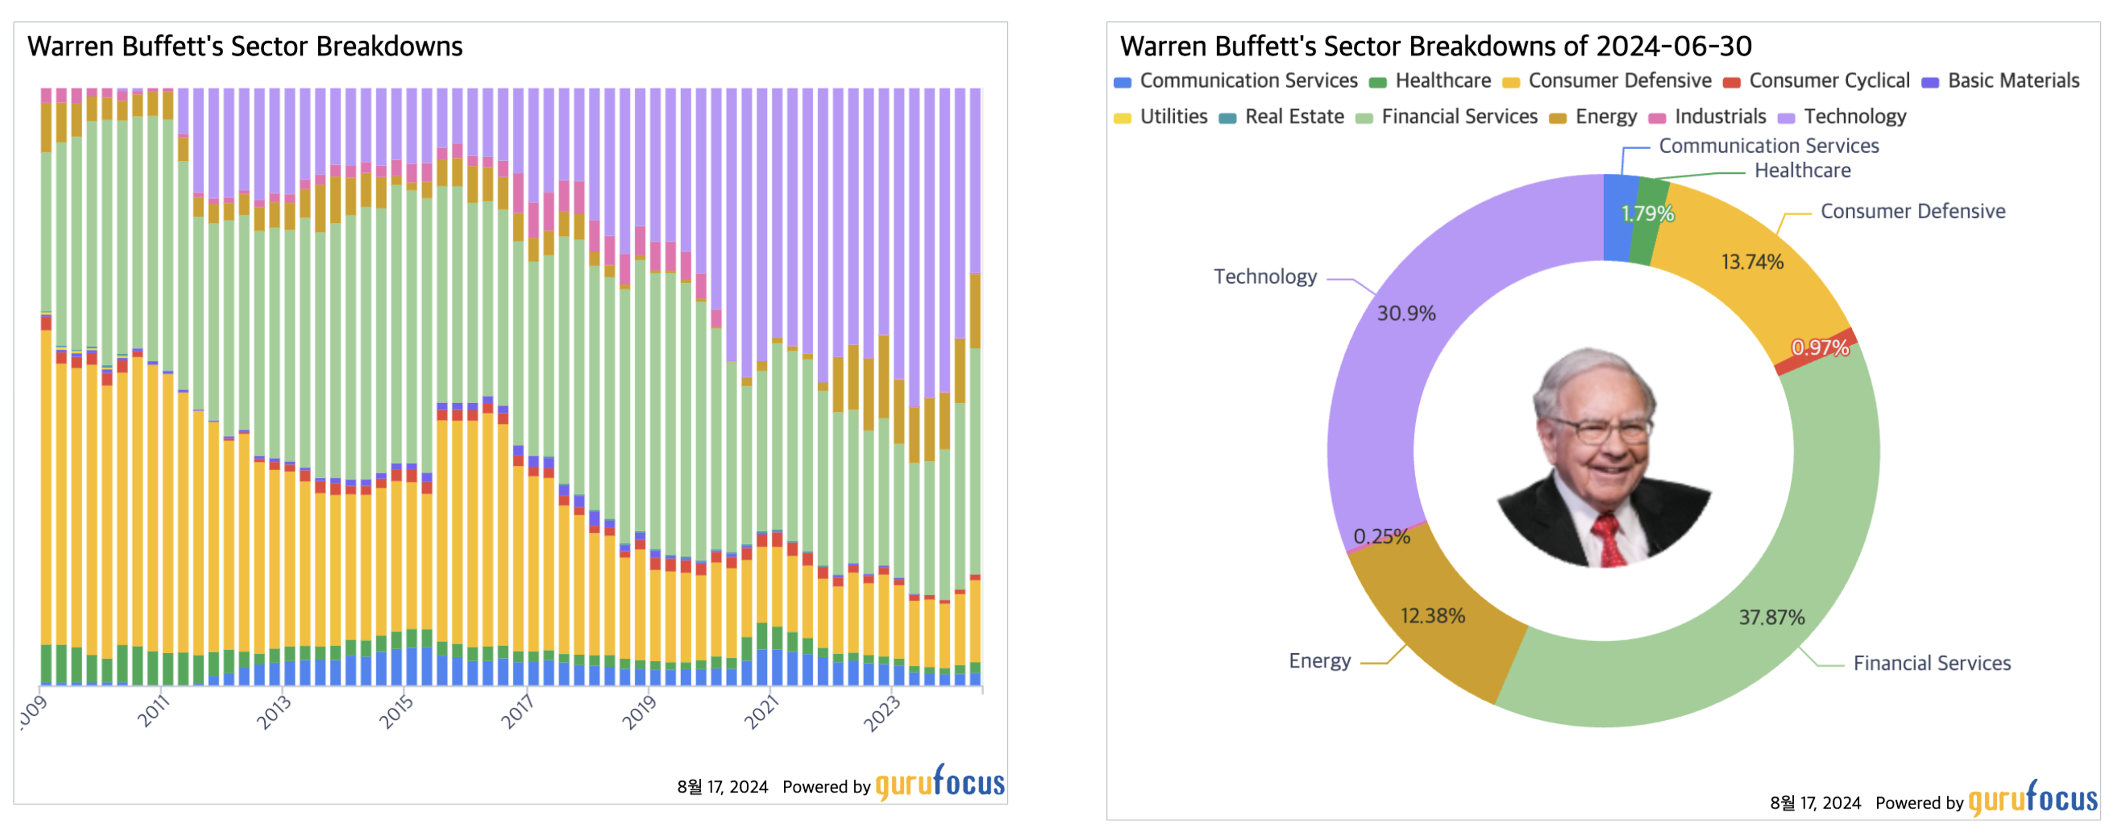 Warren Buffett's Sector Breakdowns
2011
2013
2015
2017
2019
2021
2023
8월 17, 2024 Powered by gurufocus
Warren Buffett's Sector Breakdowns of 2024-06-30
Communication Services Healthcare Consumer Defensive Consumer Cyclical Basic Materials
Utilities Real Estate Financial Services Energy Industrials Technology
Communication Services
Healthcare
1.79%
Consumer Defensive
13.74%
Technology
30.9%
0.97%
0.25%
12.38%
37.87%
Energy
Financial Services
8월 17, 2024 Powered by gurufocus